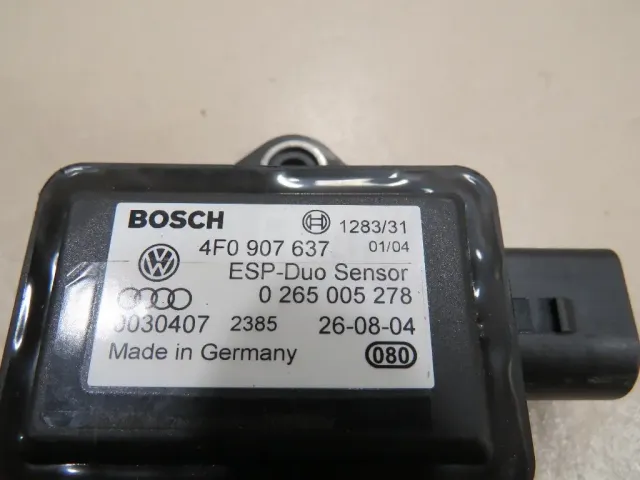 BOSCH 1283/31
4F0 907 637 01/04
ESP-Duo Sensor
0 265 005 278
0030407 2385 26-08-04
Made in Germany 080